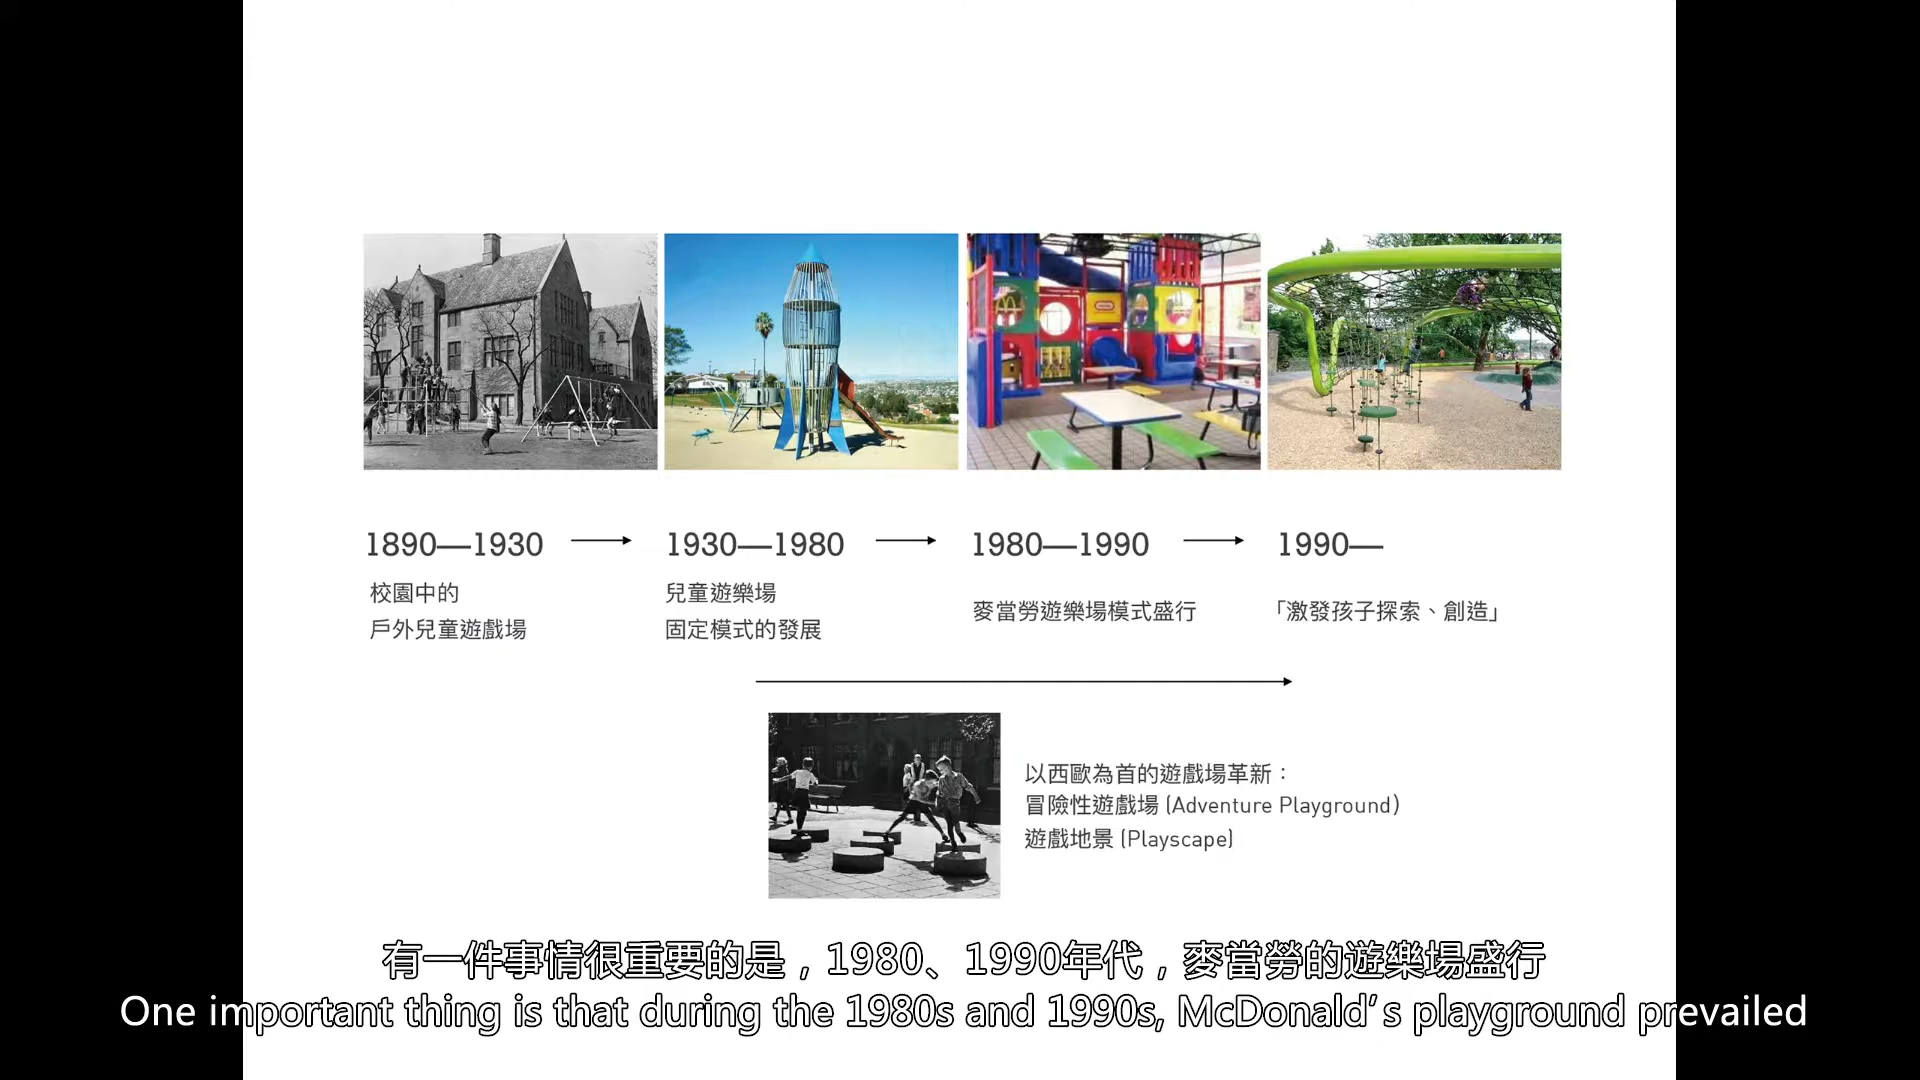 1890—1930
校園中的
戶外兒童遊戲場
1930—1980
兒童遊樂場
固定模式的發展
1980—1990
麥當勞遊樂場模式盛行
1990—
「激發孩子探索、創造」
以西歐為首的遊戲場革新：
冒險性遊戲場 (Adventure Playground)
遊戲地景 (Playscape)
有一件事情很重要的是，1980、1990年代，麥當勞的遊樂場盛行
One important thing is that during the 1980s and 1990s, McDonald’s playground prevailed